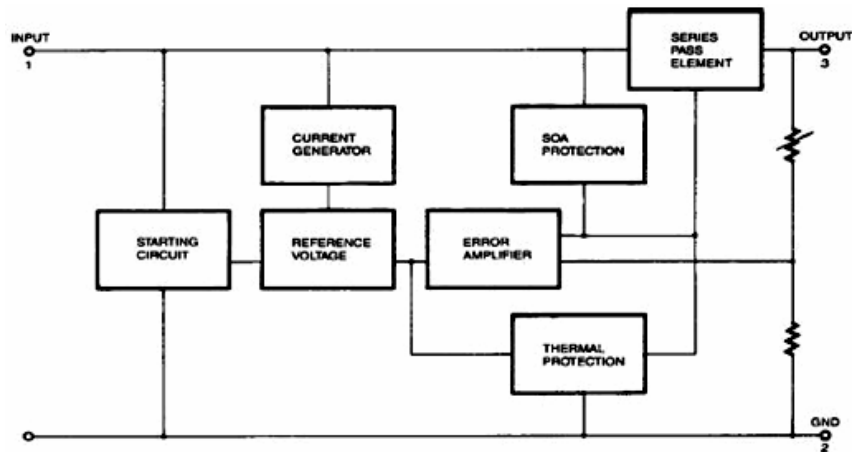 INPUT
1
SERIES
PASS
ELEMENT
OUTPUT
3
CURRENT
GENERATOR
SOA
PROTECTION
STARTING
CIRCUIT
REFERENCE
VOLTAGE
ERROR
AMPLIFIER
THERMAL
PROTECTION
GND
2